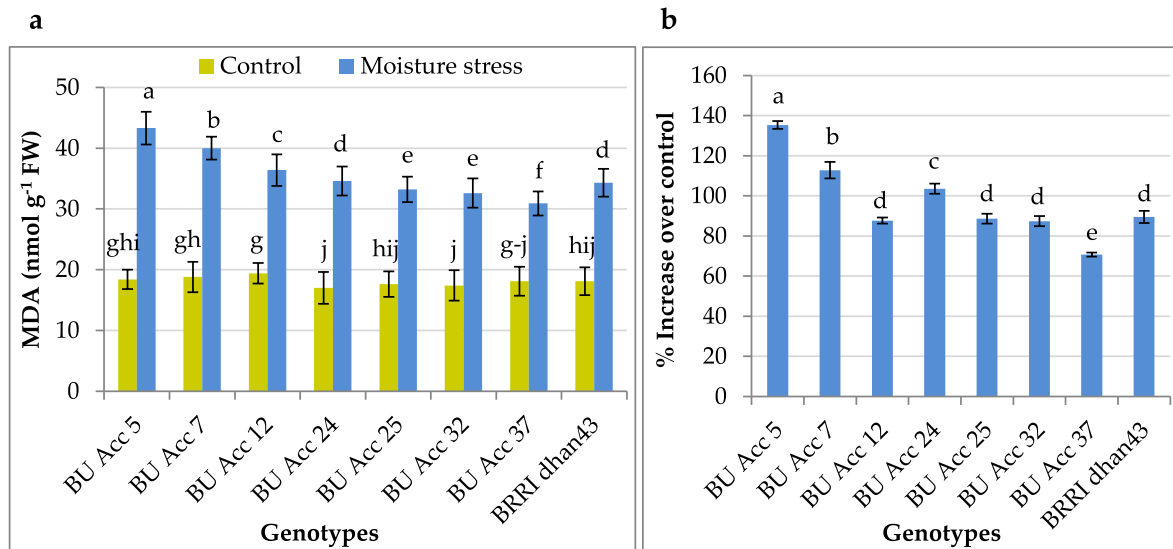 a
Control Moisture stress
MDA (nmol g⁻¹ FW)
50
40
30
20
10
0
a
b
c
d
e
e
f
d
ghi
gh
g
j
hij
j
g-j
hij
BU Acc 5
BU Acc 7
BU Acc 12
BU Acc 24
BU Acc 25
BU Acc 32
BU Acc 37
BRRI dhan43
Genotypes
b
% Increase over control
160
140
120
100
80
60
40
20
0
a
b
d
c
d
d
e
d
BU Acc 5
BU Acc 7
BU Acc 12
BU Acc 24
BU Acc 25
BU Acc 32
BU Acc 37
BRRI dhan43
Genotypes